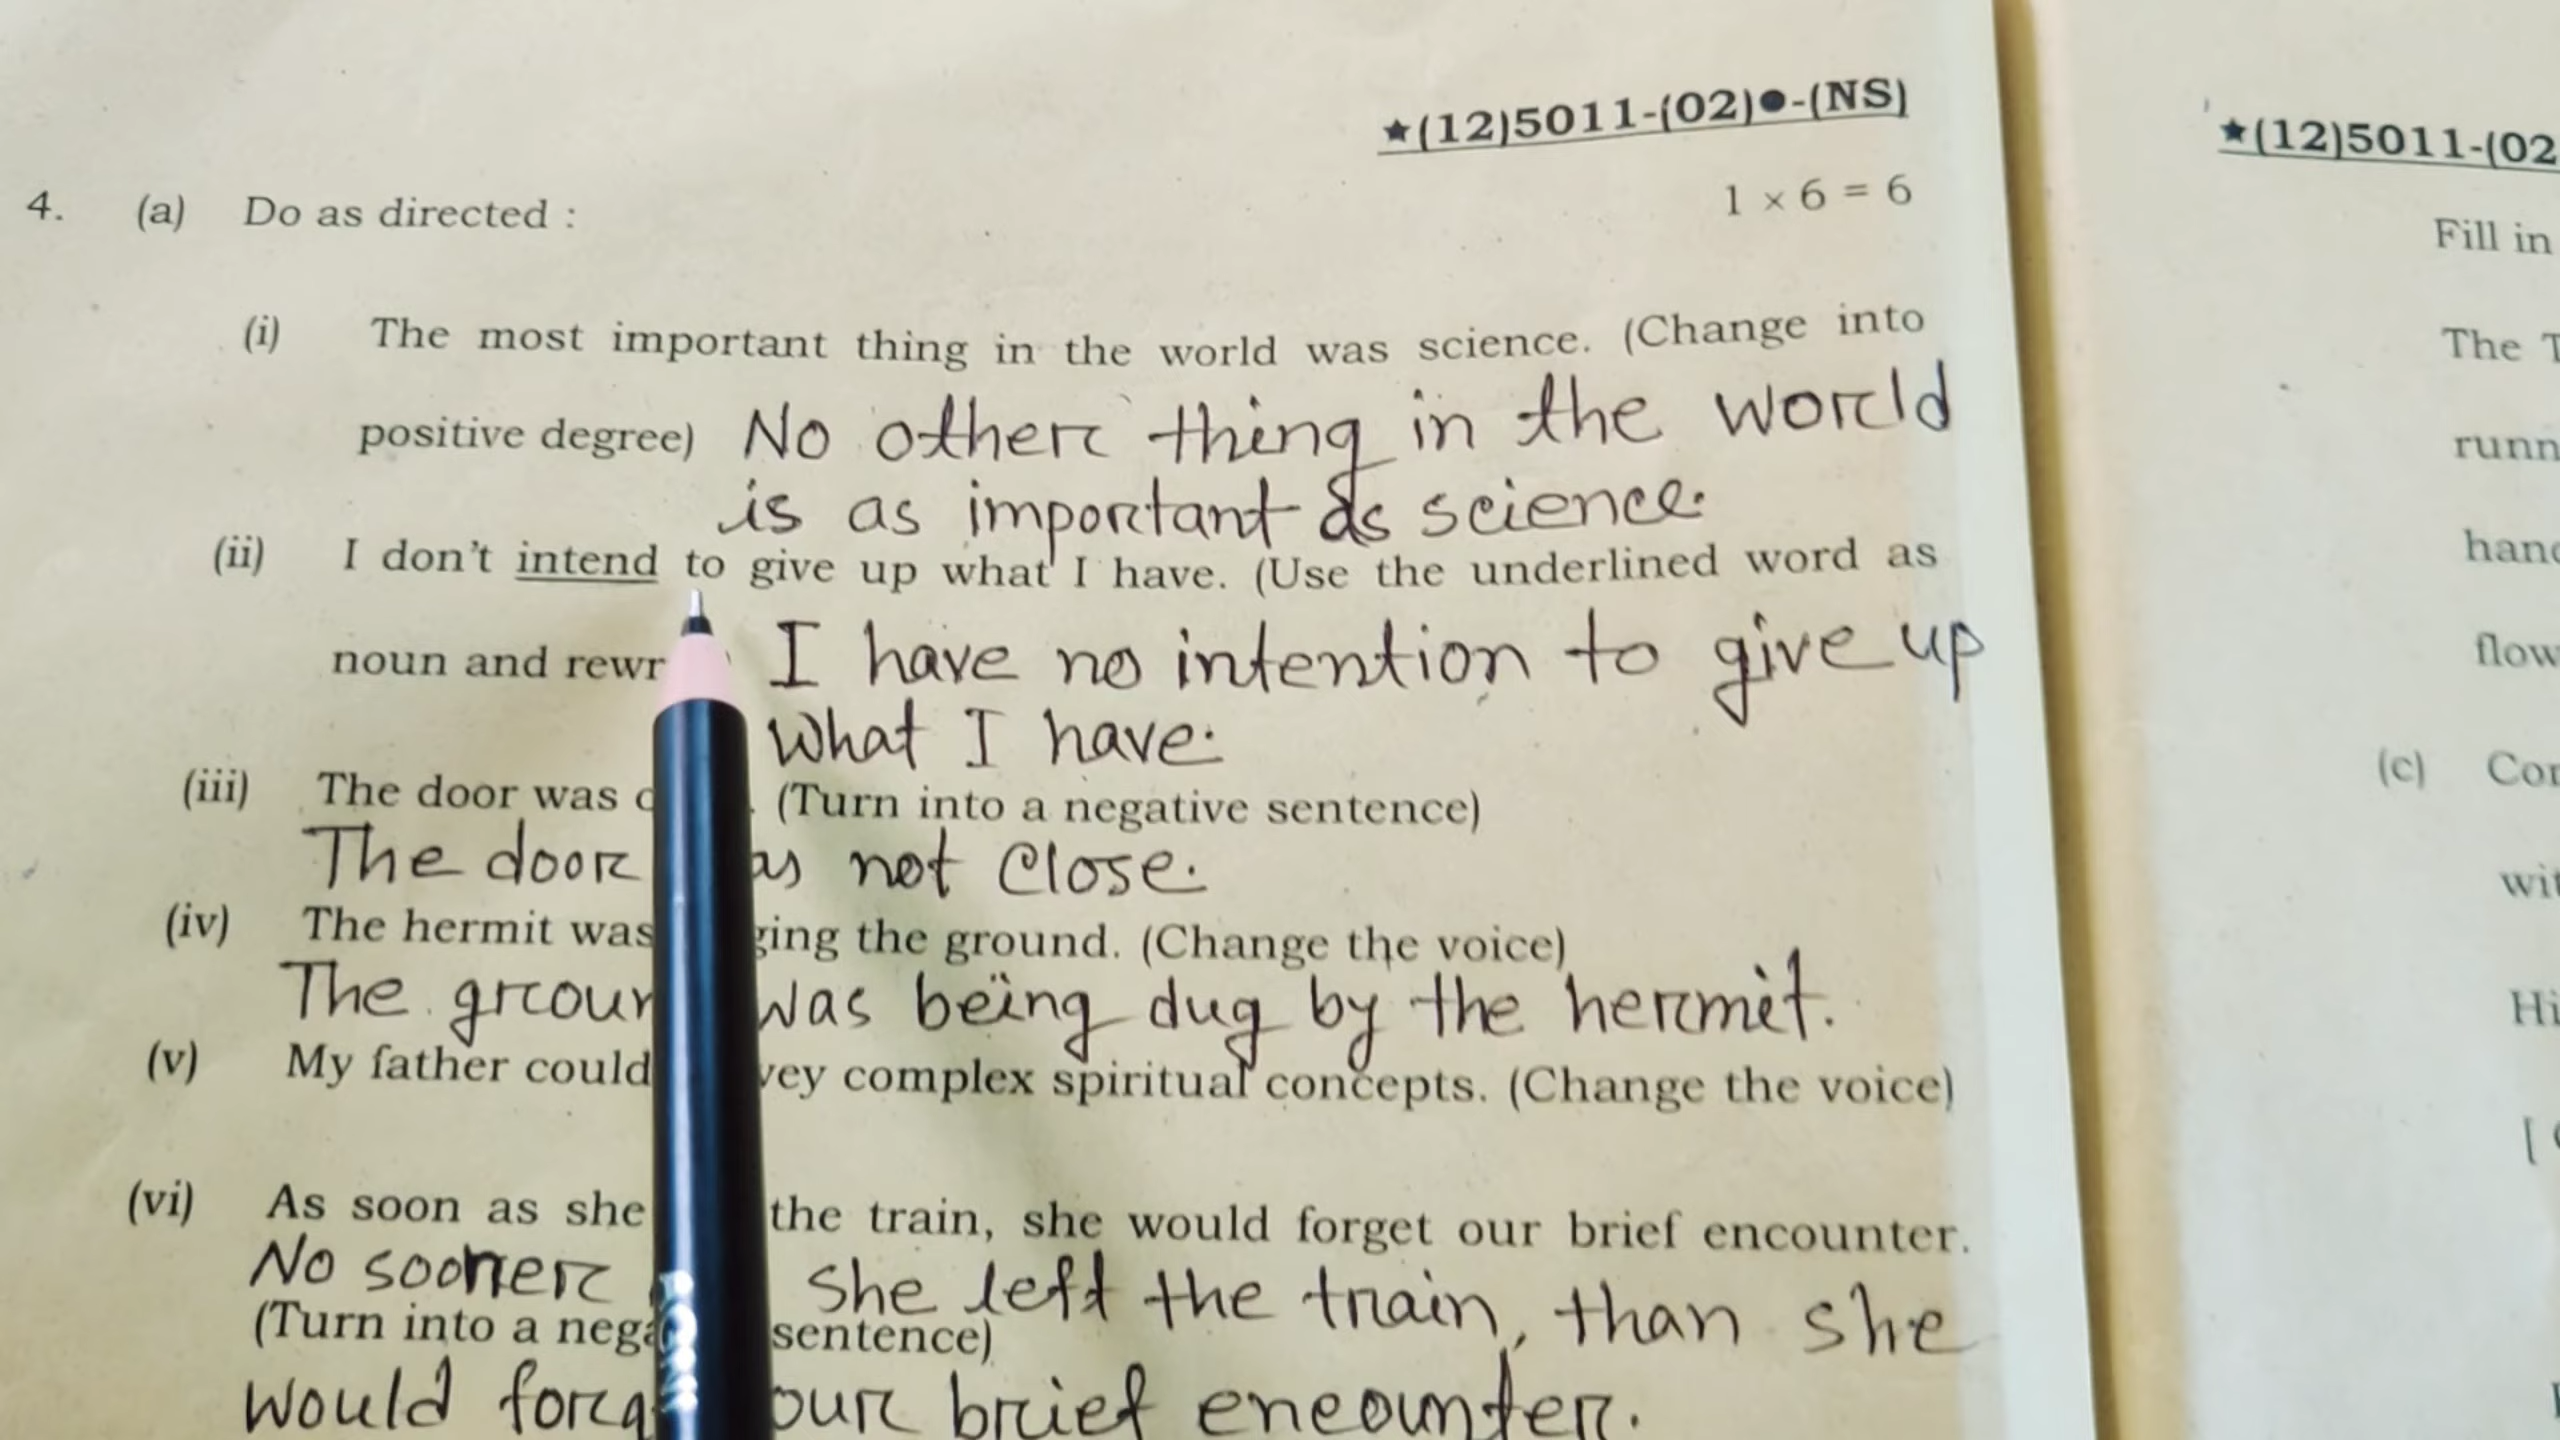 ★(12)5011-(02)●-(NS)
4. (a) Do as directed : 1 × 6 = 6
(i) The most important thing in the world was science. (Change into
positive degree) No other thing in the world
is as important as science.
(ii) I don't intend to give up what I have. (Use the underlined word as
noun and I have no intention to give up
what I have.
(iii) The door was (Turn into a negative sentence)
The door not close.
(iv) The hermit was the ground. (Change the voice)
The was being dug by the hermit.
(v) My father could complex spiritual concepts. (Change the voice)
(vi) As soon as she the train, she would forget our brief encounter.
No sooner she left the train, than she
(Turn into a sentence)
would our brief encounter.
★(12)5011-(02
Fill in
The
(c)